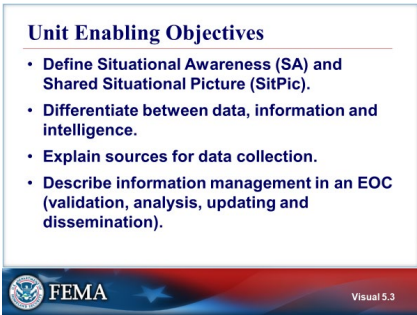 Unit Enabling Objectives
• Define Situational Awareness (SA) and
Shared Situational Picture (SitPic).
• Differentiate between data, information and
intelligence.
• Explain sources for data collection.
• Describe information management in an EOC
(validation, analysis, updating and
dissemination).
FEMA
Visual 5.3